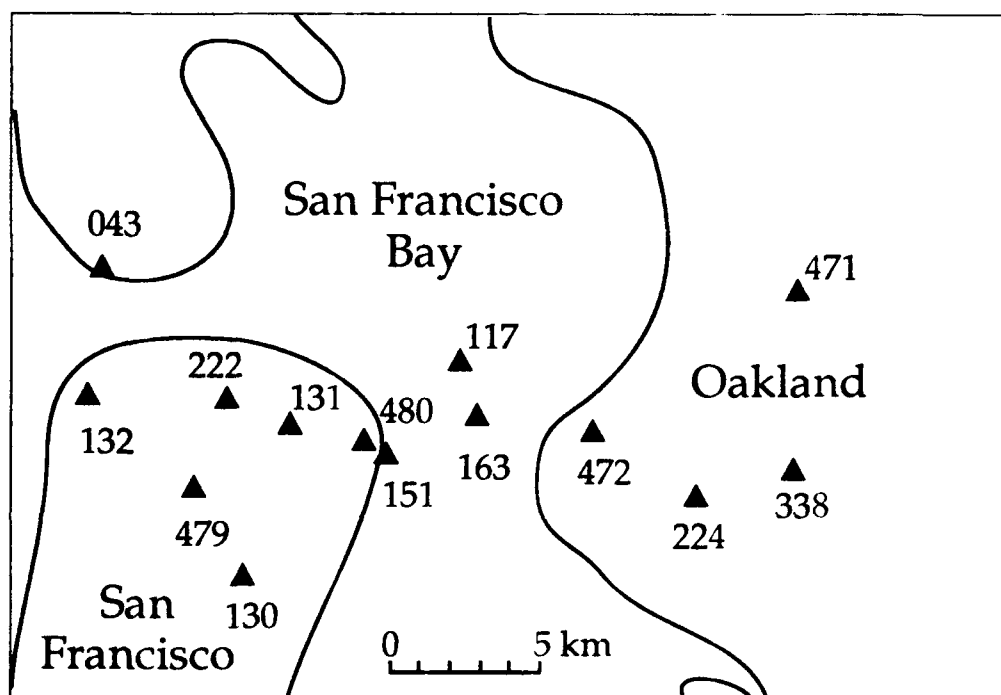 San Francisco
Bay
043
471
117
Oakland
222
131
480
132
151
163
472
338
479
224
130
San
Francisco
0
5 km